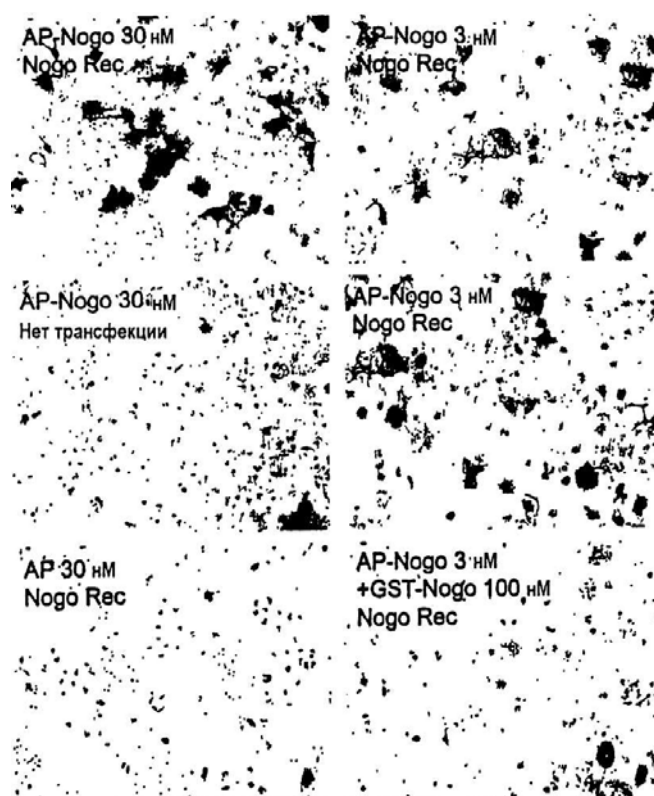 AP-Nogo 30 нМ
Nogo Rec
AP-Nogo 3 нМ
Nogo Rec
AP-Nogo 30 нМ
Нет трансфекции
AP-Nogo 3 нМ
Nogo Rec
AP 30 нМ
Nogo Rec
AP-Nogo 3 нМ
+GST-Nogo 100 нМ
Nogo Rec